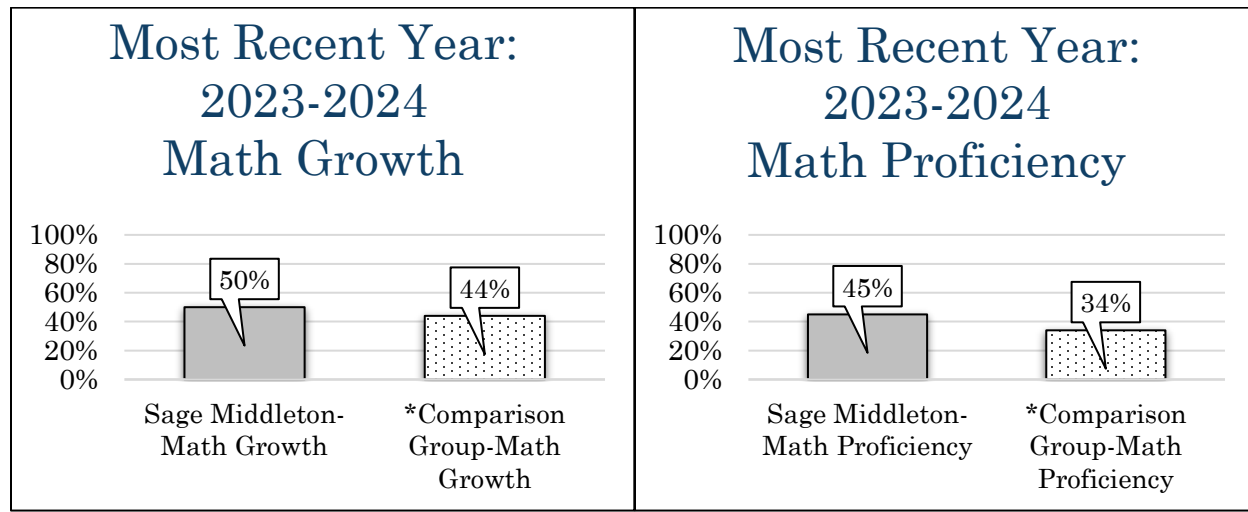 Most Recent Year:
2023-2024
Math Growth
100%
80%
60%
40%
20%
0%
50%
44%
Sage Middleton-
Math Growth
*Comparison
Group-Math
Growth
Most Recent Year:
2023-2024
Math Proficiency
100%
80%
60%
40%
20%
0%
45%
34%
Sage Middleton-
Math Proficiency
*Comparison
Group-Math
Proficiency